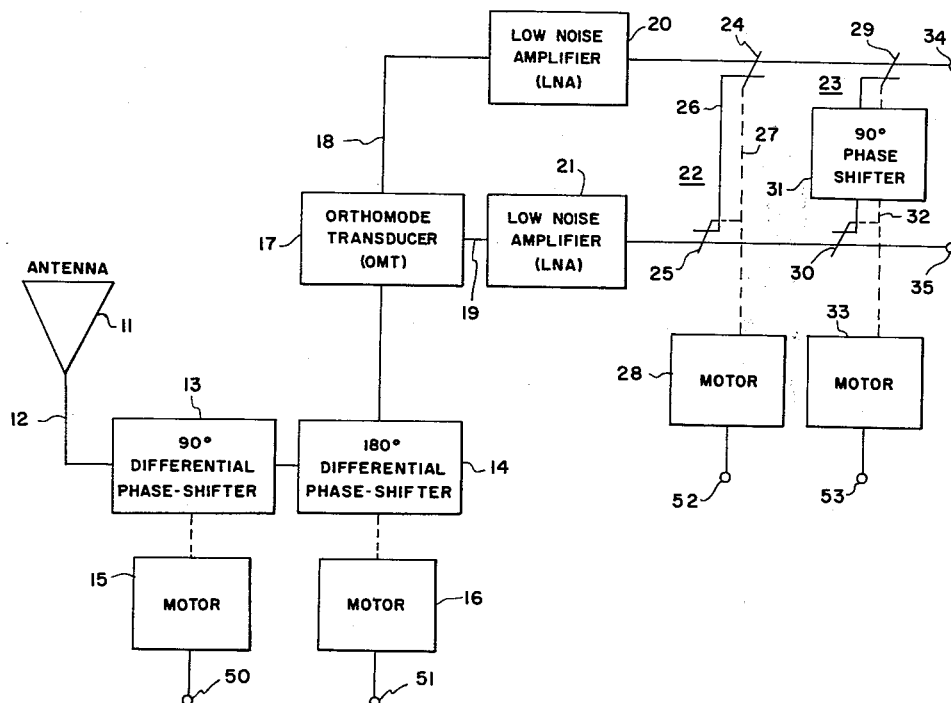 LOW NOISE
AMPLIFIER
(LNA)
20
24
29
34
26
23
18
27
90°
PHASE
SHIFTER
31
32
21
22
LOW NOISE
AMPLIFIER
(LNA)
17
ORTHOMODE
TRANSDUCER
(OMT)
19
25
30
35
ANTENNA
11
33
28
MOTOR
MOTOR
12
13
90°
DIFFERENTIAL
PHASE-SHIFTER
180°
DIFFERENTIAL
PHASE-SHIFTER
14
52
53
15
MOTOR
MOTOR
16
50
51